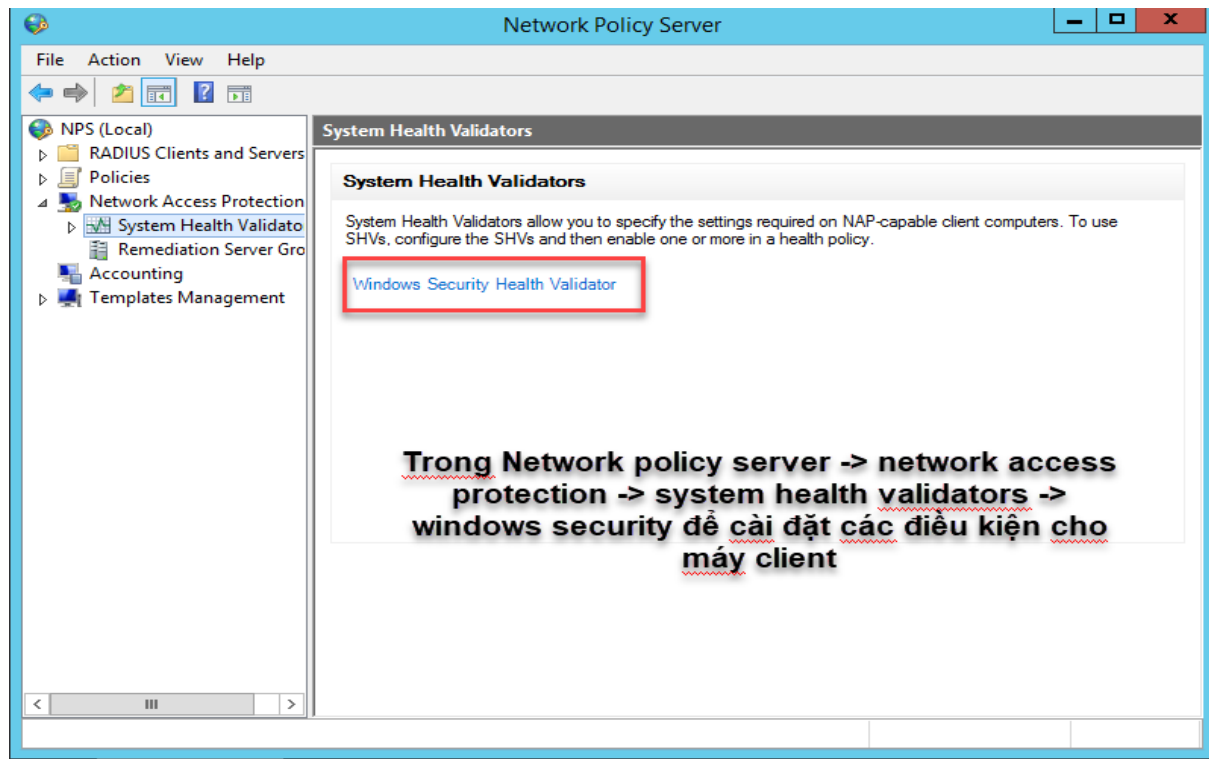 Network Policy Server
File Action View Help
NPS (Local)
RADIUS Clients and Servers
Policies
Network Access Protection
System Health Validato
Remediation Server Gro
Accounting
Templates Management
System Health Validators
System Health Validators
System Health Validators allow you to specify the settings required on NAP-capable client computers. To use
SHVs, configure the SHVs and then enable one or more in a health policy.
Windows Security Health Validator
Trong Network policy server -> network access
protection -> system health validators ->
windows security để cài đặt các điều kiện cho
máy client